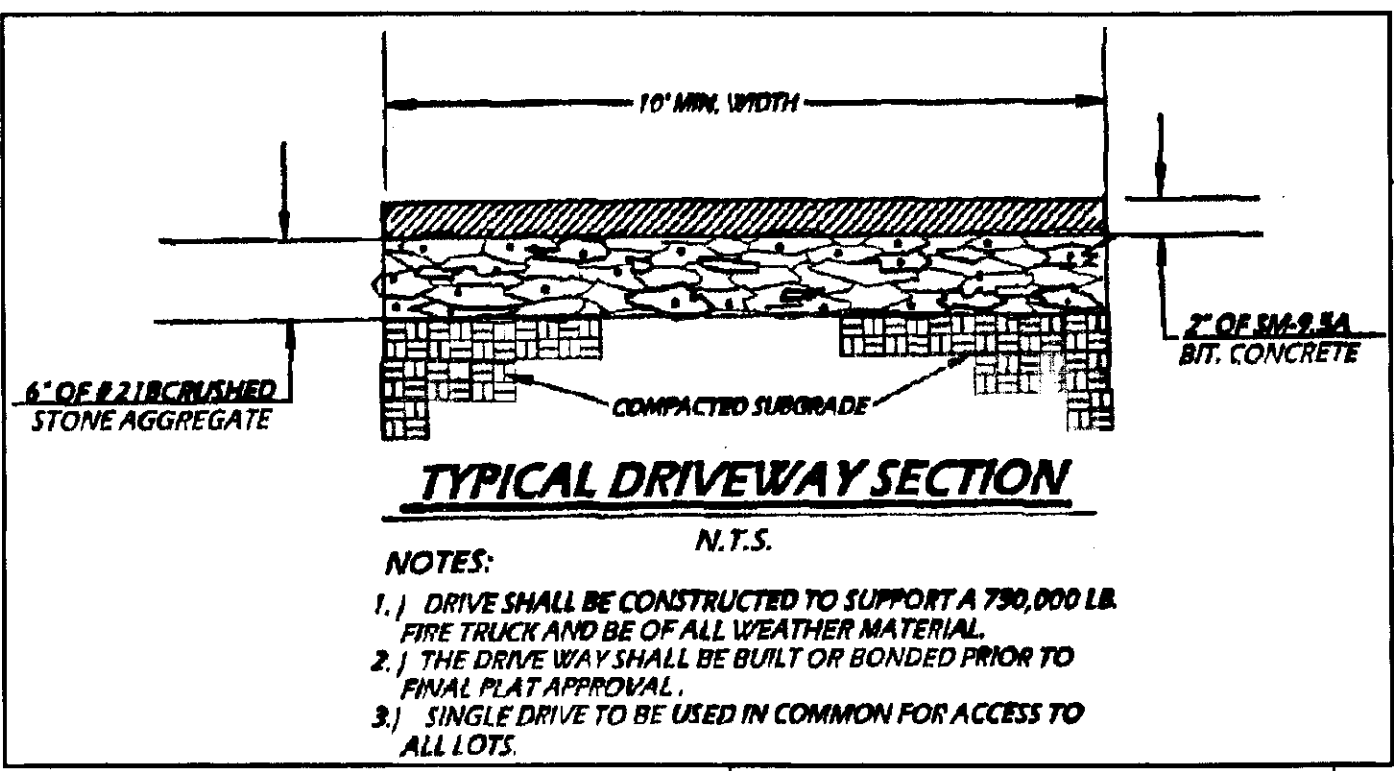 10' MIN. WIDTH
2" OF SM-9.5A
BIT. CONCRETE
6" OF #21B CRUSHED
STONE AGGREGATE
COMPACTED SUBGRADE
TYPICAL DRIVEWAY SECTION
N.T.S.
NOTES:
1.) DRIVE SHALL BE CONSTRUCTED TO SUPPORT A 730,000 LB.
FIRE TRUCK AND BE OF ALL WEATHER MATERIAL.
2.) THE DRIVE WAY SHALL BE BUILT OR BONDED PRIOR TO
FINAL PLAT APPROVAL.
3.) SINGLE DRIVE TO BE USED IN COMMON FOR ACCESS TO
ALL LOTS.